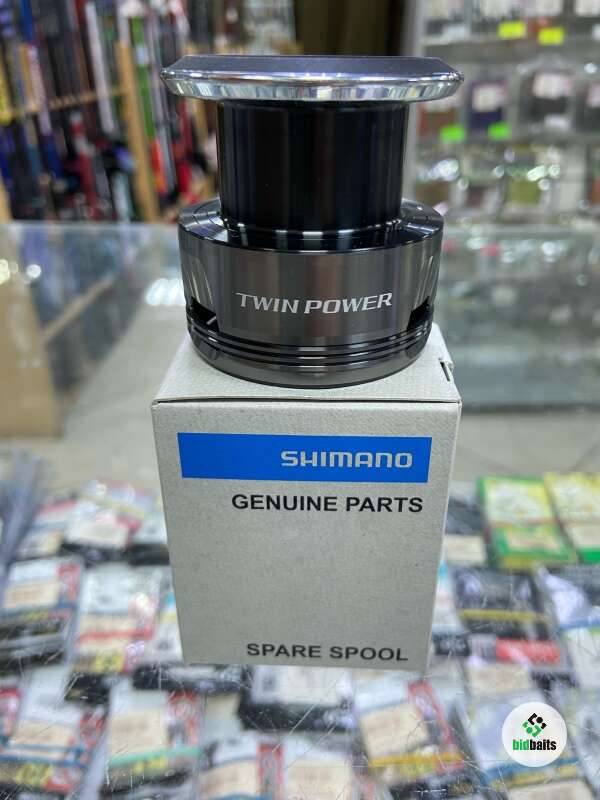 TWIN POWER
SHIMANO
GENUINE PARTS
SPARE SPOOL
bidbaits